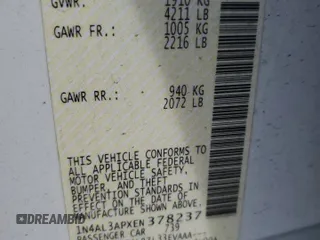 GVWR: 1910 KG
4211 LB
GAWR FR.: 1005 KG
2216 LB
GAWR RR.: 940 KG
2072 LB
THIS VEHICLE CONFORMS TO
ALL APPLICABLE FEDERAL
MOTOR VEHICLE SAFETY,
BUMPER, AND THEFT
PREVENTION STANDARDS IN
EFFECT ON THE DATE OF
MANUFACTURE SHOWN
1N4AL3APXEN378237
PASSENGER CAR 739
DREAMBID